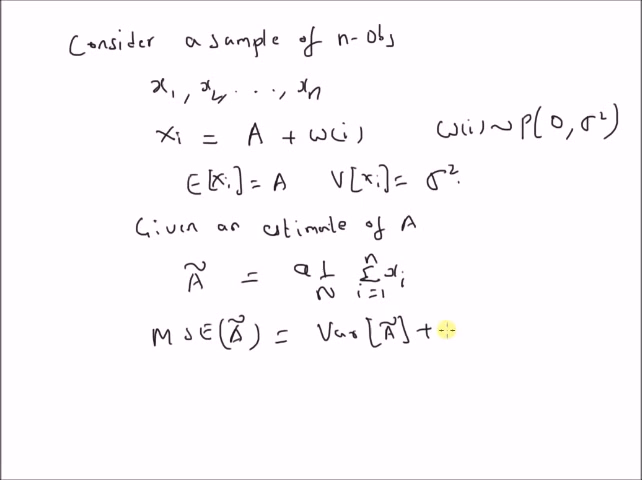 Consider a sample of n-obs
x₁, x₂, . . . , xₙ
xᵢ = A + ω(i) ω(i) ~ P(0, σ²)
E[xᵢ] = A V[xᵢ] = σ².
Given an estimate of A
Ã = a 1/N Σⁿᵢ₌₁ xᵢ
MSE(Ã) = Var[Ã] +